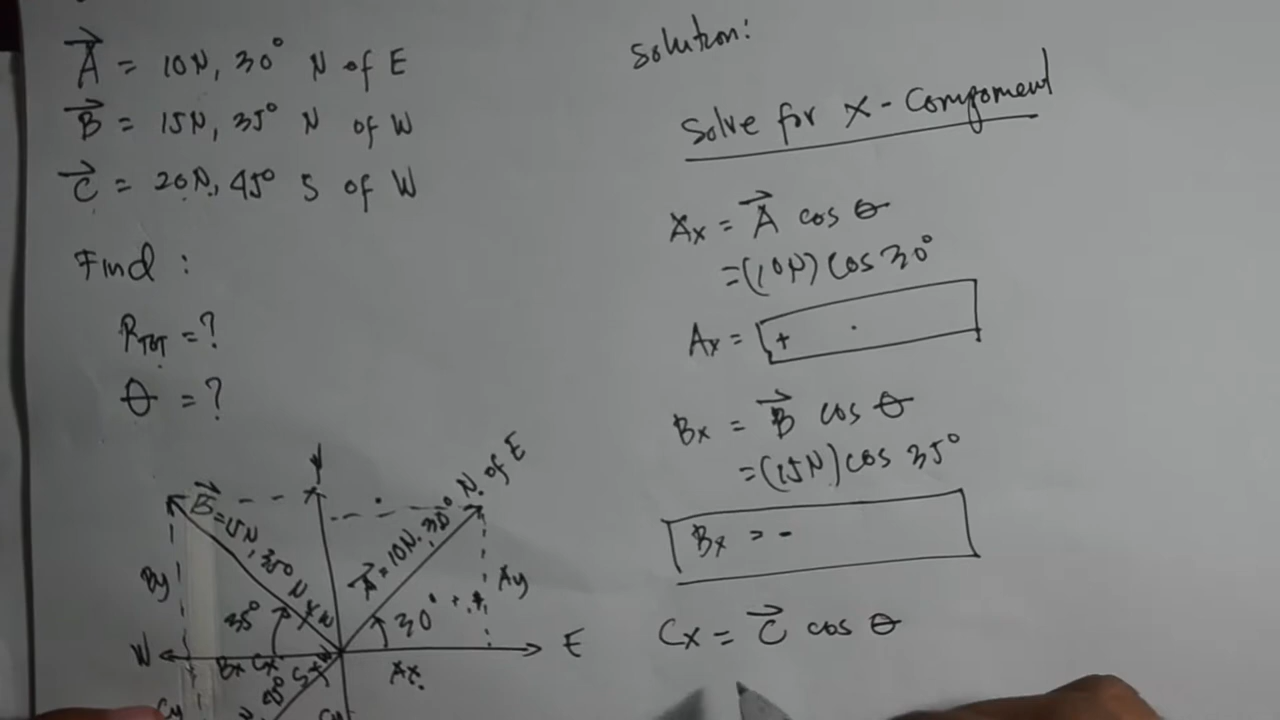 A = 10N, 30° N of E
B = 15N, 35° N of W
C = 20N, 45° S of W
Find :
R_TOT = ?
θ = ?
N
B = 15N, 35° N of W
A = 10N, 30° N. of E
By
35°
30°
Ay
W
Bx Cx
Ax
E
Cy
Cy
Solution:
Solve for X - Component
Ax = A cos θ
=(10N) cos 30°
Ax = +
Bx = B cos θ
=(15N) cos 35°
Bx = -
Cx = C cos θ